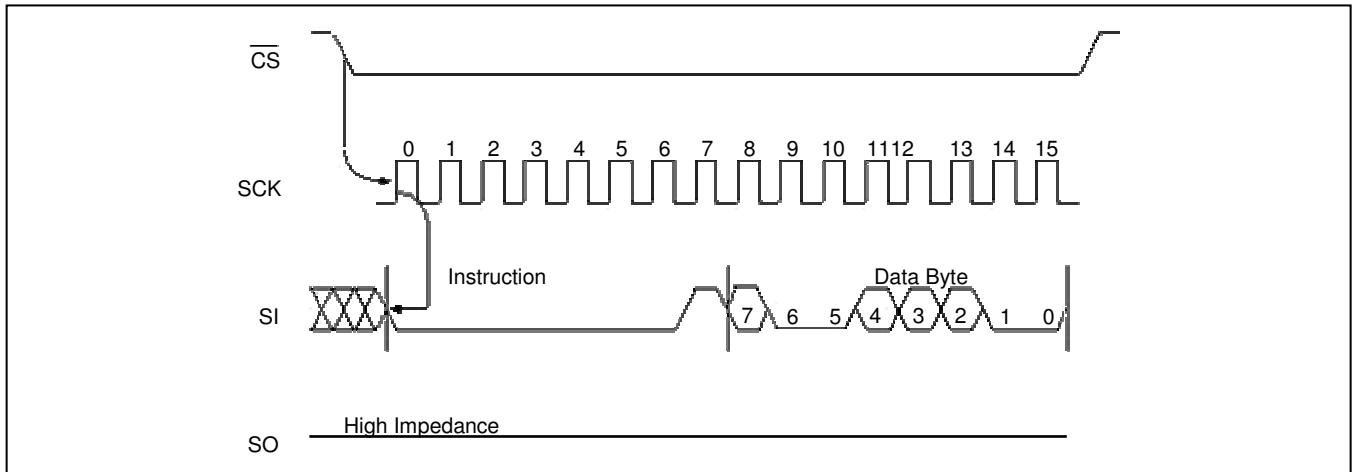 CS
0 1 2 3 4 5 6 7 8 9 10 11 12 13 14 15
SCK
Instruction
Data Byte
SI
7 6 5 4 3 2 1 0
High Impedance
SO